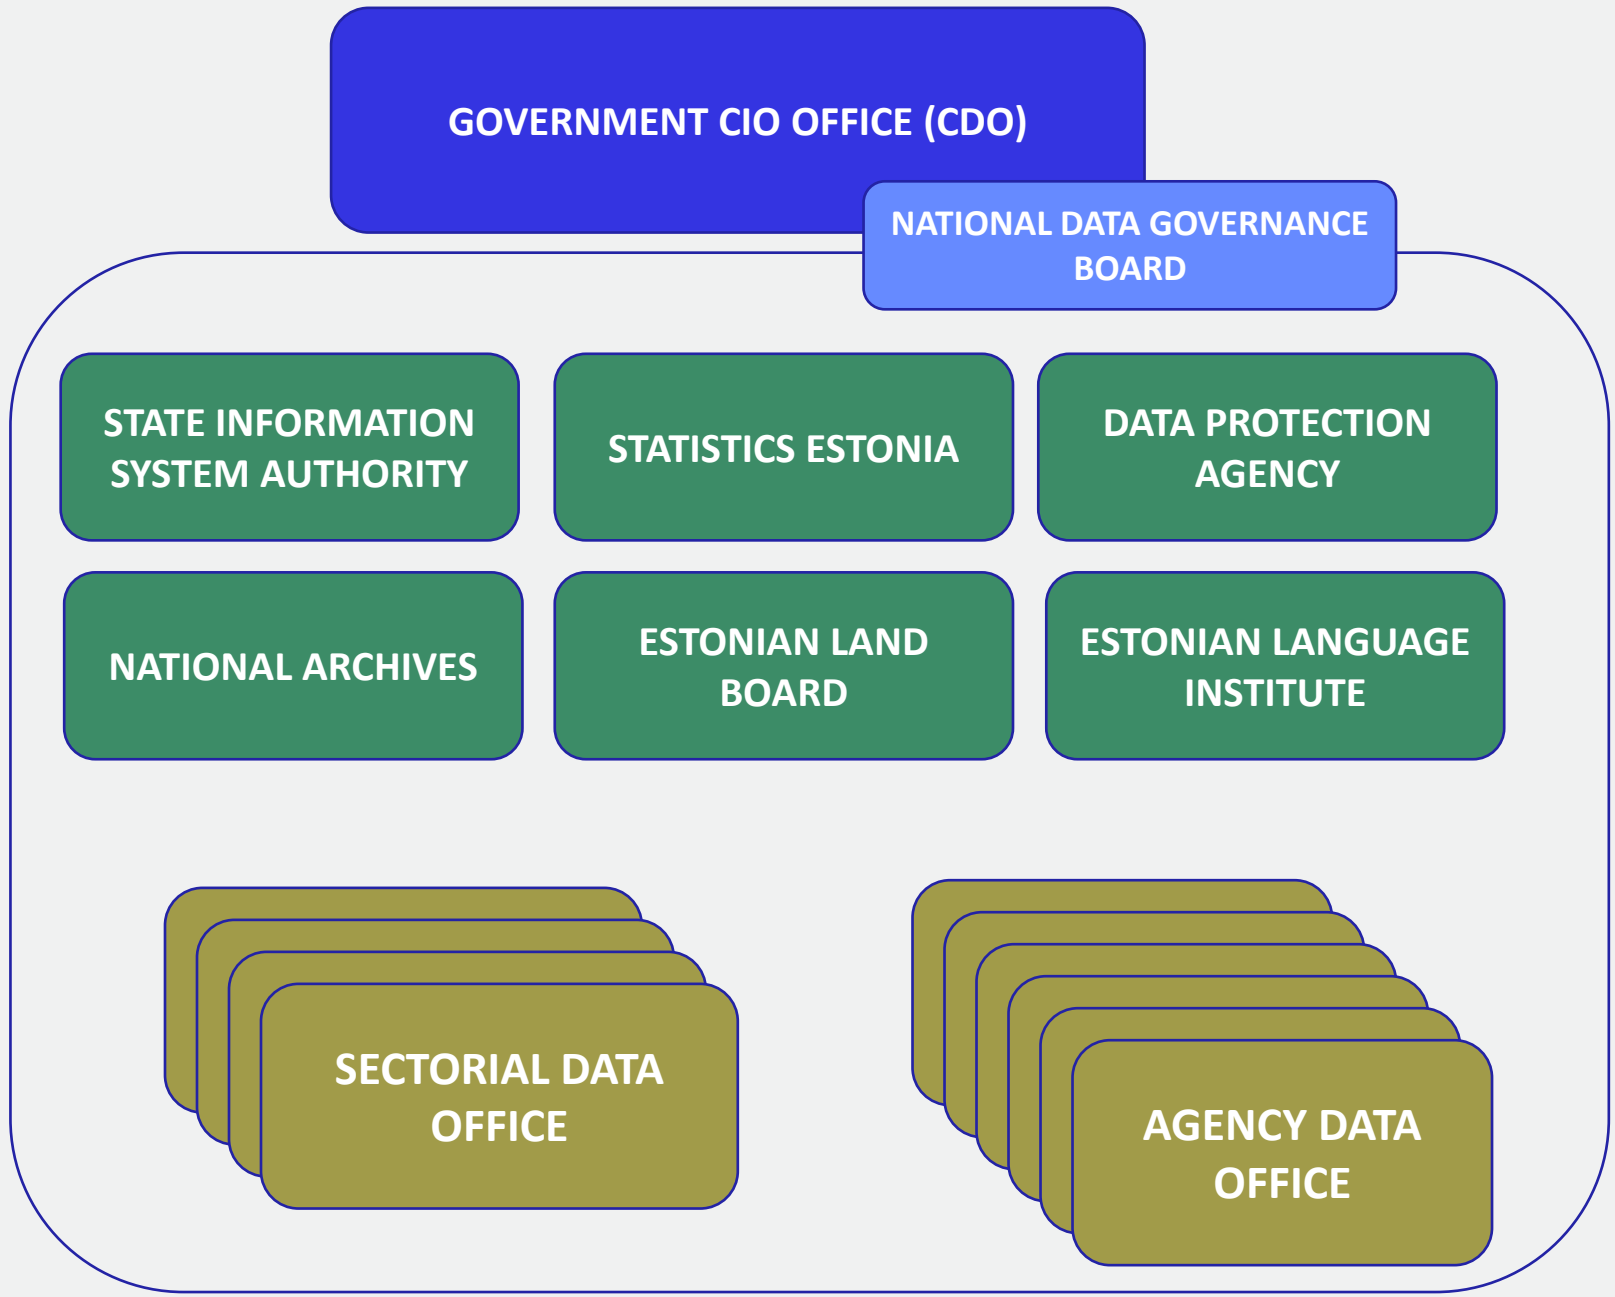 GOVERNMENT CIO OFFICE (CDO)
NATIONAL DATA GOVERNANCE
BOARD
STATE INFORMATION
SYSTEM AUTHORITY
STATISTICS ESTONIA
DATA PROTECTION
AGENCY
NATIONAL ARCHIVES
ESTONIAN LAND
BOARD
ESTONIAN LANGUAGE
INSTITUTE
SECTORIAL DATA
OFFICE
AGENCY DATA
OFFICE